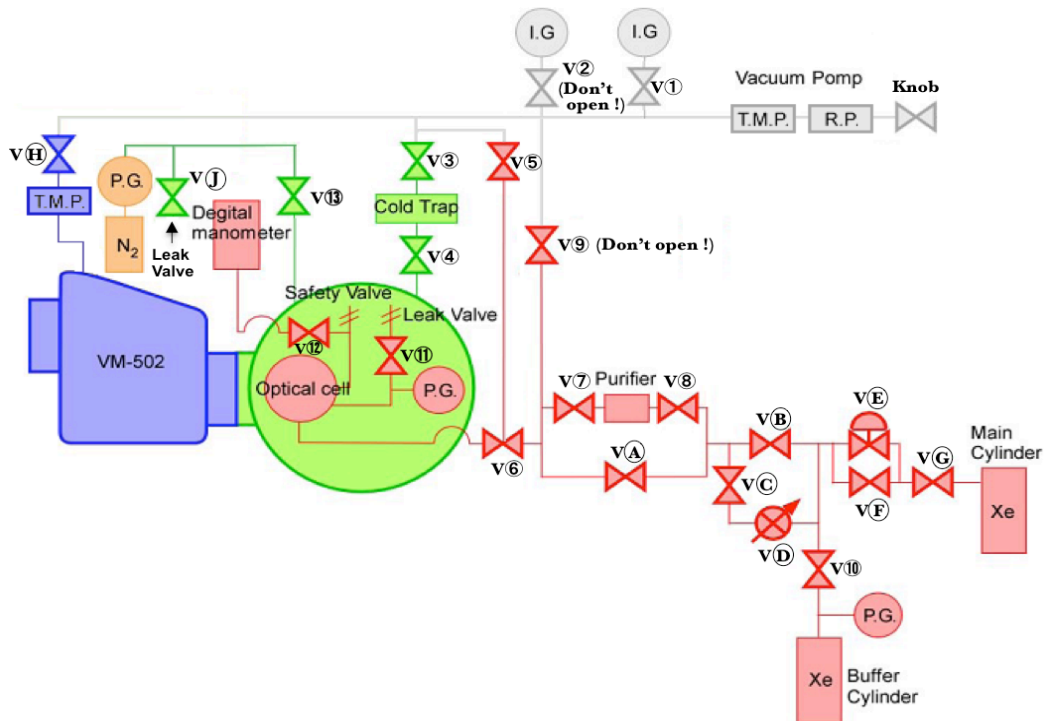 I.G
I.G
V②
(Don't
open !)
V①
Vacuum Pomp
Knob
T.M.P.
R.P.
VⒽ
V③
V⑤
P.G.
VⒿ
V⑬
T.M.P.
Cold Trap
Degital
manometer
N2
Leak
Valve
V④
V⑨ (Don't open !)
Safety Valve
Leak Valve
V⑫
V⑪
VM-502
Optical cell
P.G.
V⑦
Purifier
V⑧
VⒺ
VⒷ
Main
Cylinder
V⑥
VⒶ
VⒸ
VⒻ
VⒼ
Xe
VⒹ
V⑩
P.G.
Xe
Buffer
Cylinder